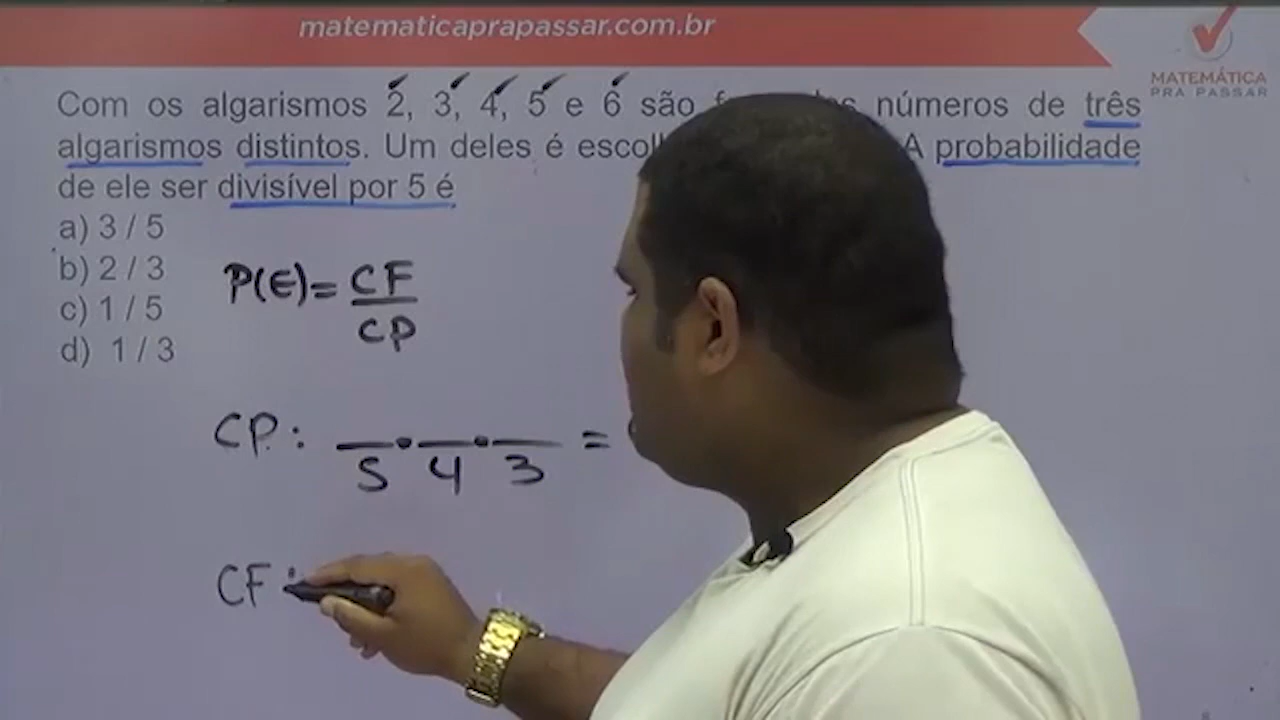 matematicaprapassar.com.br
MATEMÁTICA
PRA PASSAR
Com os algarismos 2, 3, 4, 5 e 6 são números de três
algarismos distintos. Um deles é A probabilidade
de ele ser divisível por 5 é
a) 3 / 5
b) 2 / 3
c) 1 / 5
d) 1 / 3
P(E) = CF
CP
CP: _ . _ . _ =
5 4 3
CF :